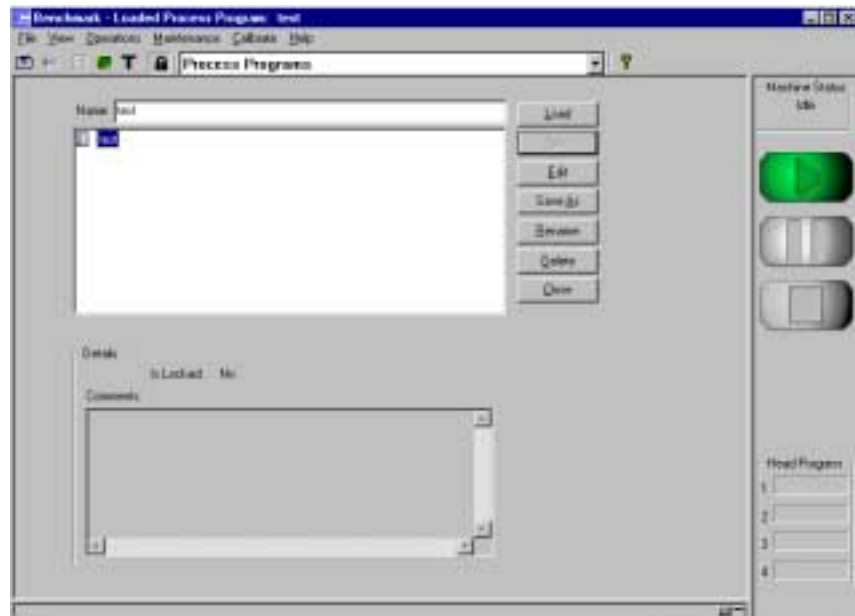 Benchmark - Loaded Process Program: test
File View Operations Maintenance Calibrate Help
T Process Programs ?
Machine Status
Idle
Name: test
test
Load
Edit
Save As
Rename
Delete
Close
Details
Is Locked: No
Comments:
Head Program
1
2
3
4